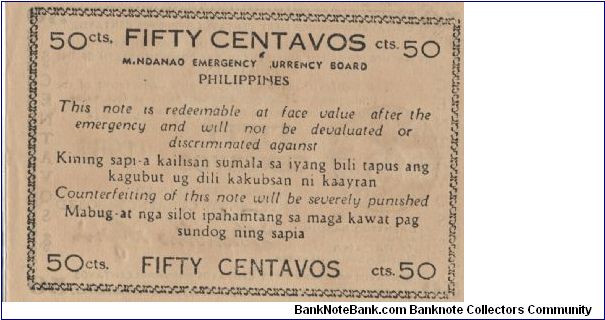 50cts. FIFTY CENTAVOS cts. 50
M.NDANAO EMERGENCY .URRENCY BOARD
PHILIPPINES
This note is redeemable at face value after the
emergency and will not be devaluated or
discriminated against
Kining sapi-a kailisan sumala sa iyang bili tapus ang
kagubut ug dili kakubsan ni kaayran
Counterfeiting of this note will be severely punished
Mabug-at nga silot ipahamtang sa maga kawat pag
sundog ning sapia
50cts. FIFTY CENTAVOS cts. 50
BankNoteBank.com Banknote Collectors Community